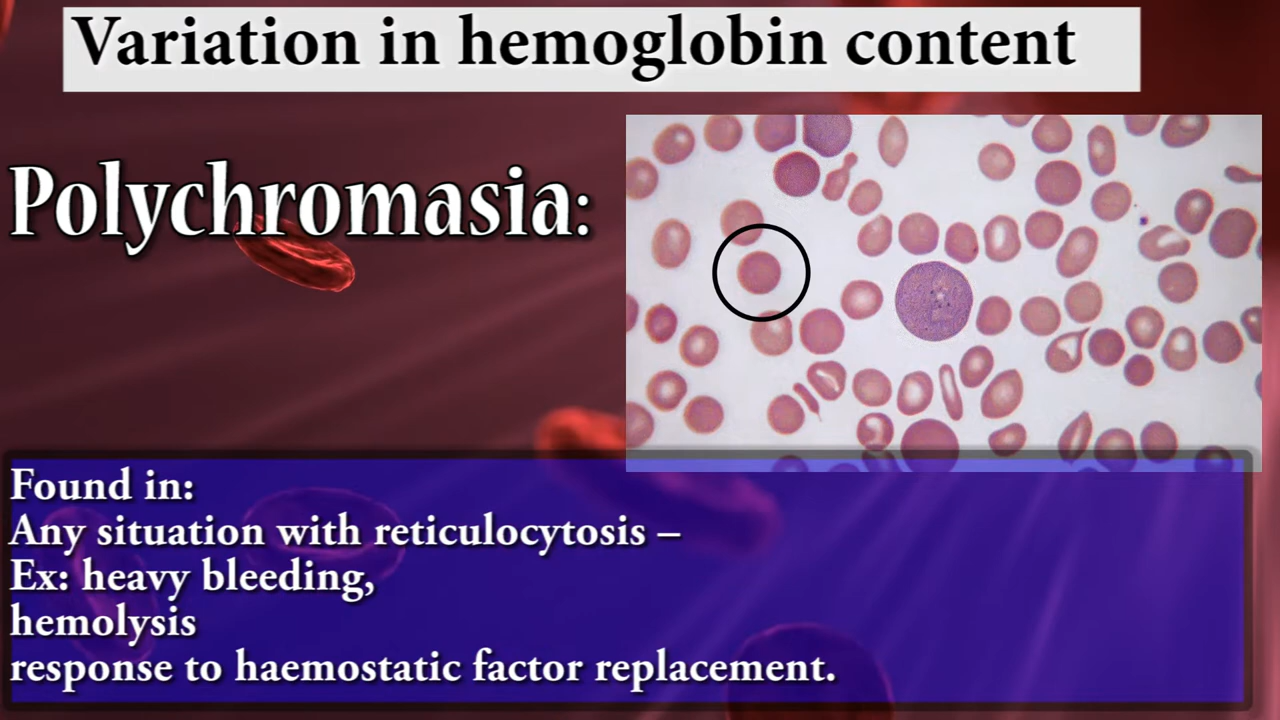 Variation in hemoglobin content
Polychromasia:
Found in:
Any situation with reticulocytosis –
Ex: heavy bleeding,
hemolysis
response to haemostatic factor replacement.